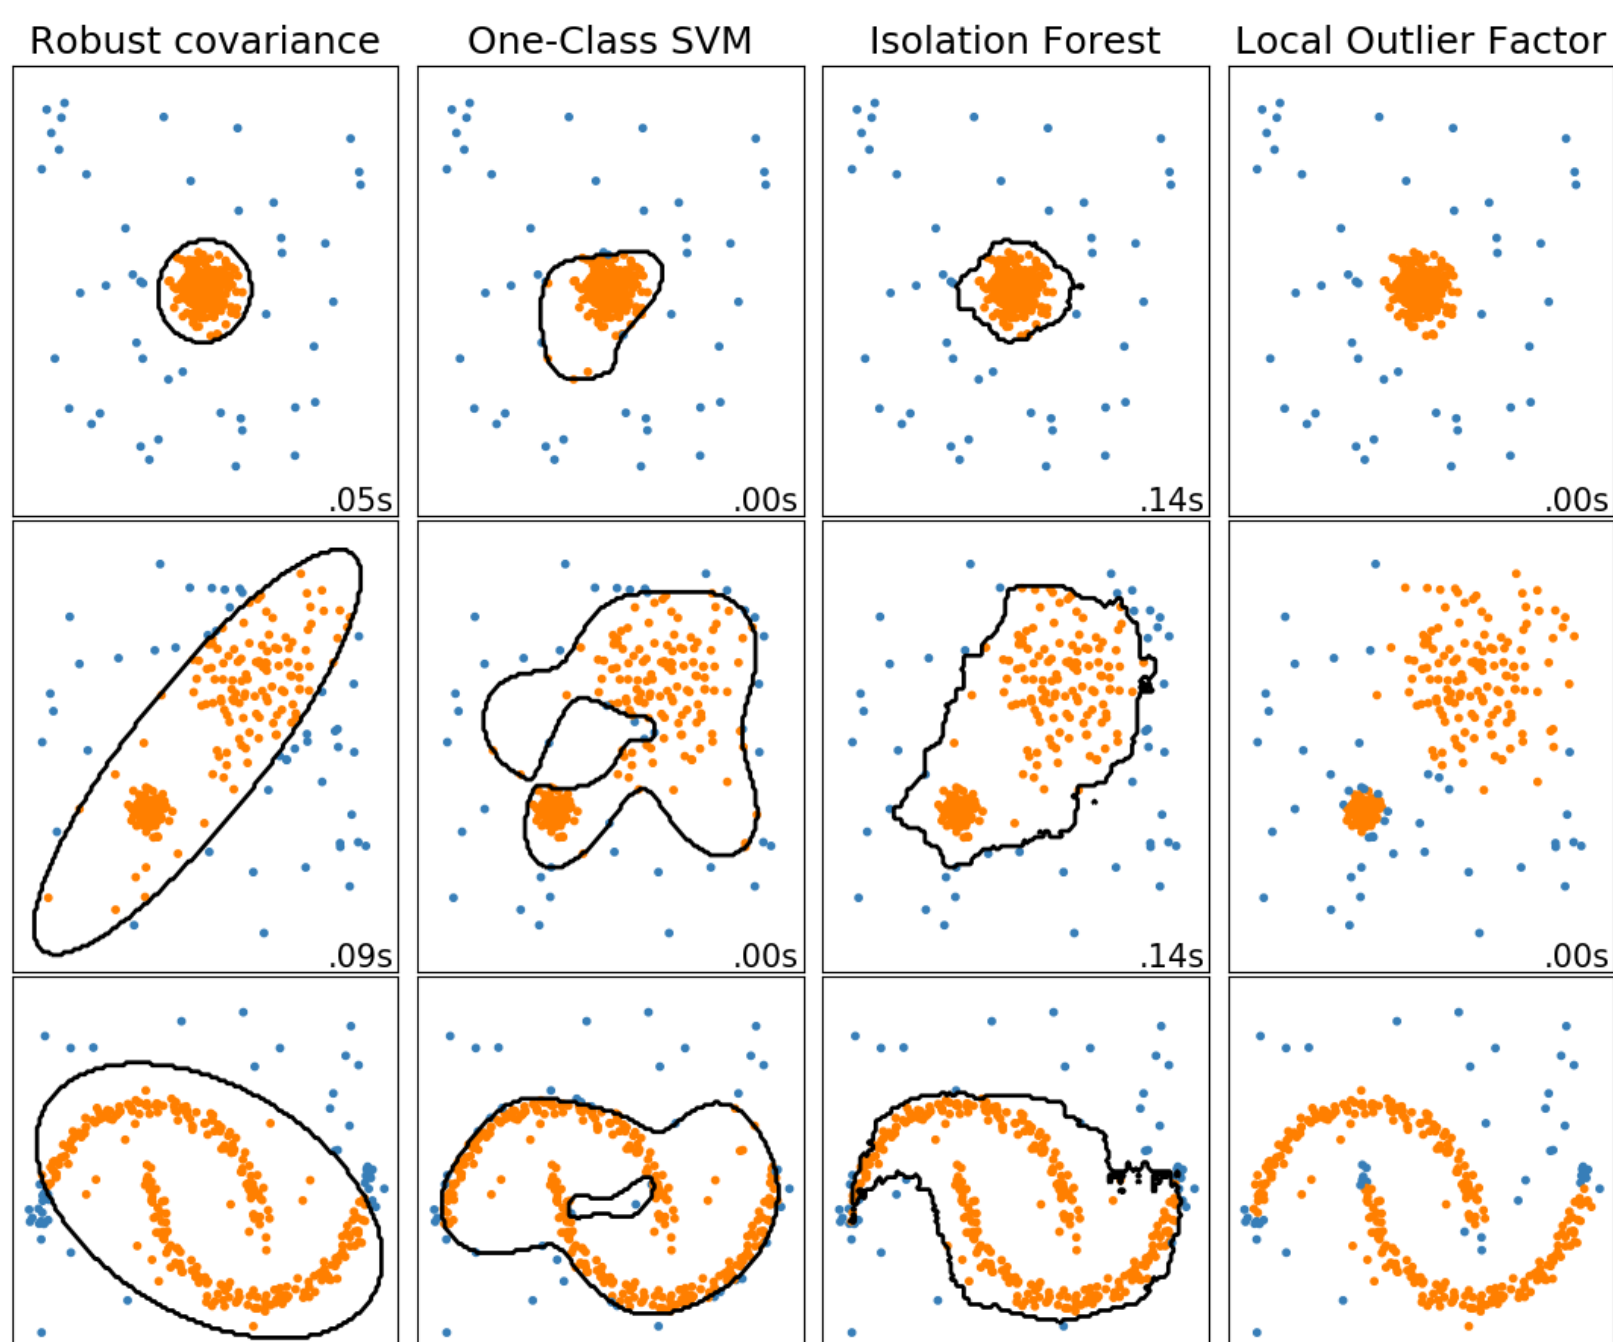 Robust covariance One-Class SVM Isolation Forest Local Outlier Factor
.05s .00s .14s .00s
.09s .00s .14s .00s